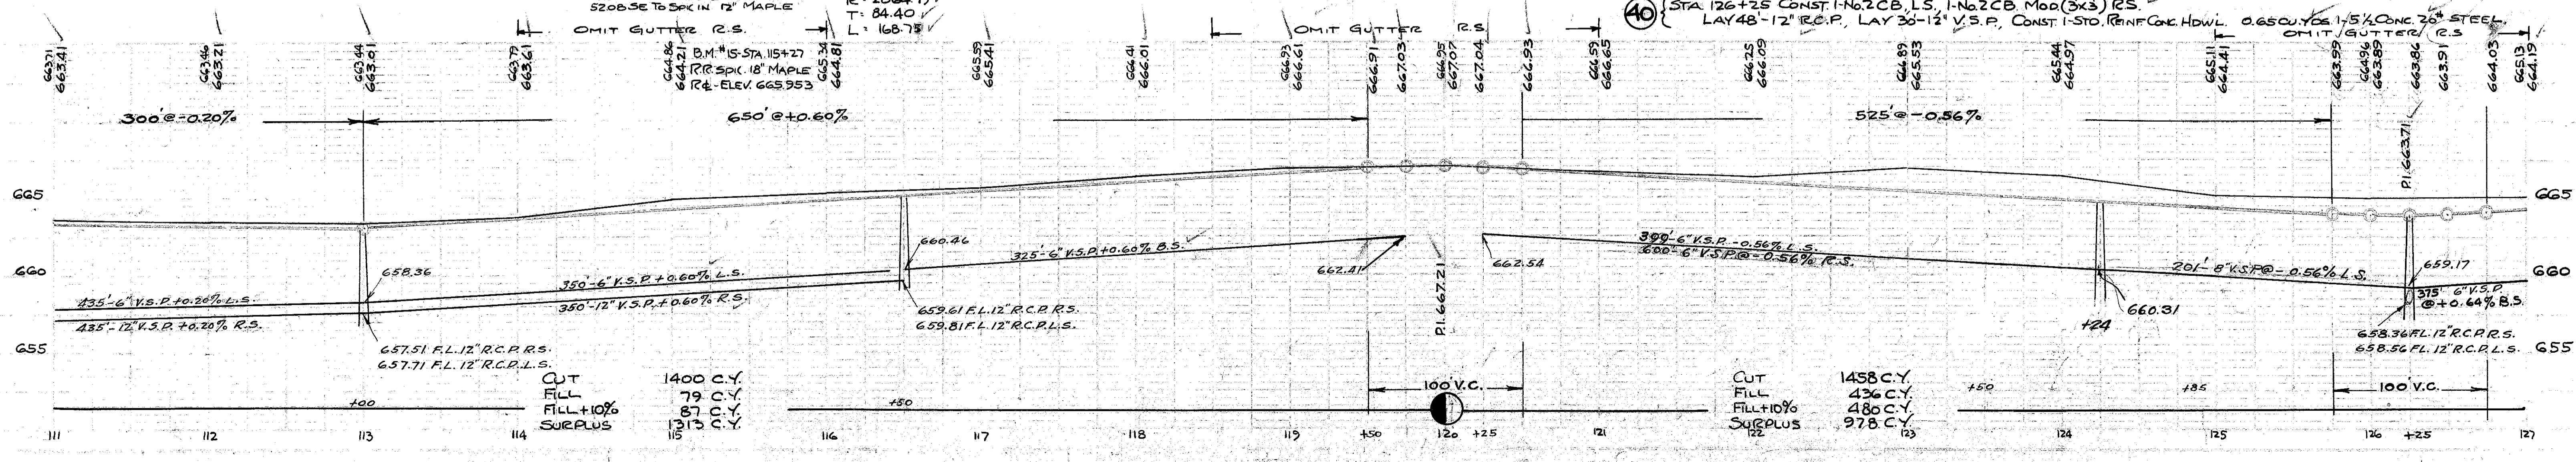 5208 SE TO SPK IN 12" MAPLE
T: 84.40
L: 168.75
40
STA 126+25 CONST. 1-No.2 CB, L.S., 1-No.2 CB. MOD.(3x3) R.S.
LAY 48'-12" R.C.P., LAY 30'-12" V.S.P., CONST. 1-STD. REINF. CONC. HDWL. 0.65 CU.YDS. 1-5½ CONC. 26# STEEL.
OMIT GUTTER R.S.
OMIT GUTTER R.S.
OMIT GUTTER R.S
663.71 663.41
663.46 663.21
663.44 663.01
663.79 663.61
664.86 664.21
B.M. #15-STA. 115+27
R.R. SPK. 18" MAPLE
R℄-ELEV. 665.953
665.34 664.81
665.59 665.41
666.41 666.01
666.93 666.61
666.91
667.03
666.95 667.07
667.04
666.93
666.59 666.65
666.25 666.09
666.89 665.53
665.44 664.97
665.11 664.41
663.99
664.96 663.89
663.86
663.91
664.03
665.13 664.19
300' @ -0.20%
650' @ +0.60%
525' @ -0.56%
P.I. 663.71
665
665
660.46
325'-6" V.S.P. +0.60% B.S.
399'-6" V.S.P. -0.56% L.S.
600'-6" V.S.P. @ -0.56% R.S.
660
658.36
350'-6" V.S.P. +0.60% L.S.
662.41
662.54
201'-8" V.S.P. @ -0.56% L.S.
659.17
660
435'-6" V.S.P. +0.20% L.S.
350'-12" V.S.P. +0.60% R.S.
375' 6" V.S.P.
@ +0.64% B.S.
435'-12" V.S.P. +0.20% R.S.
659.61 F.L. 12" R.C.P. R.S.
659.81 F.L. 12" R.C.P. L.S.
P.I. 667.21
660.31
+24
658.36 F.L. 12" R.C.P. R.S.
658.56 F.L. 12" R.C.P. L.S.
655
657.51 F.L. 12" R.C.P. R.S.
657.71 F.L. 12" R.C.P. L.S.
655
CUT 1400 C.Y.
FILL 79 C.Y.
FILL+10% 87 C.Y.
SURPLUS 1313 C.Y.
100' V.C.
CUT 1458 C.Y.
FILL 436 C.Y.
FILL+10% 480 C.Y.
SURPLUS 978 C.Y.
+50
+85
100' V.C.
+00
+50
111 112 113 114 115 116 117 118 119 +50 120 +25 121 122 123 124 125 126 +25 127